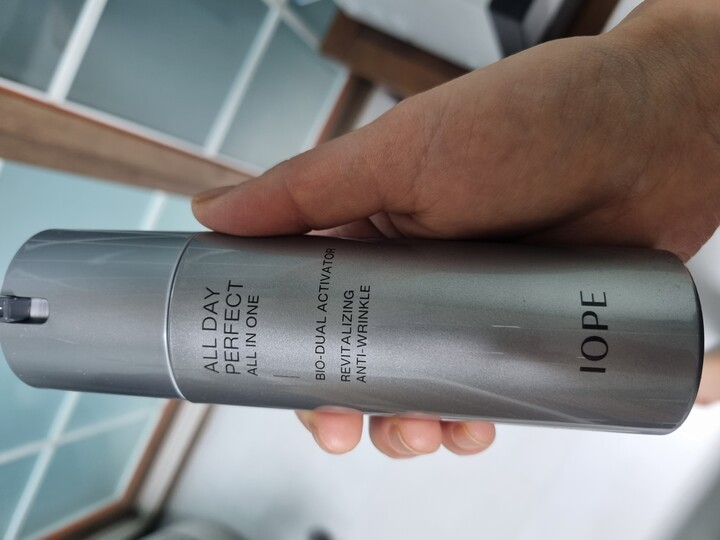 ALL DAY
PERFECT
ALL IN ONE
BIO-DUAL ACTIVATOR
REVITALIZING
ANTI-WRINKLE
IOPE